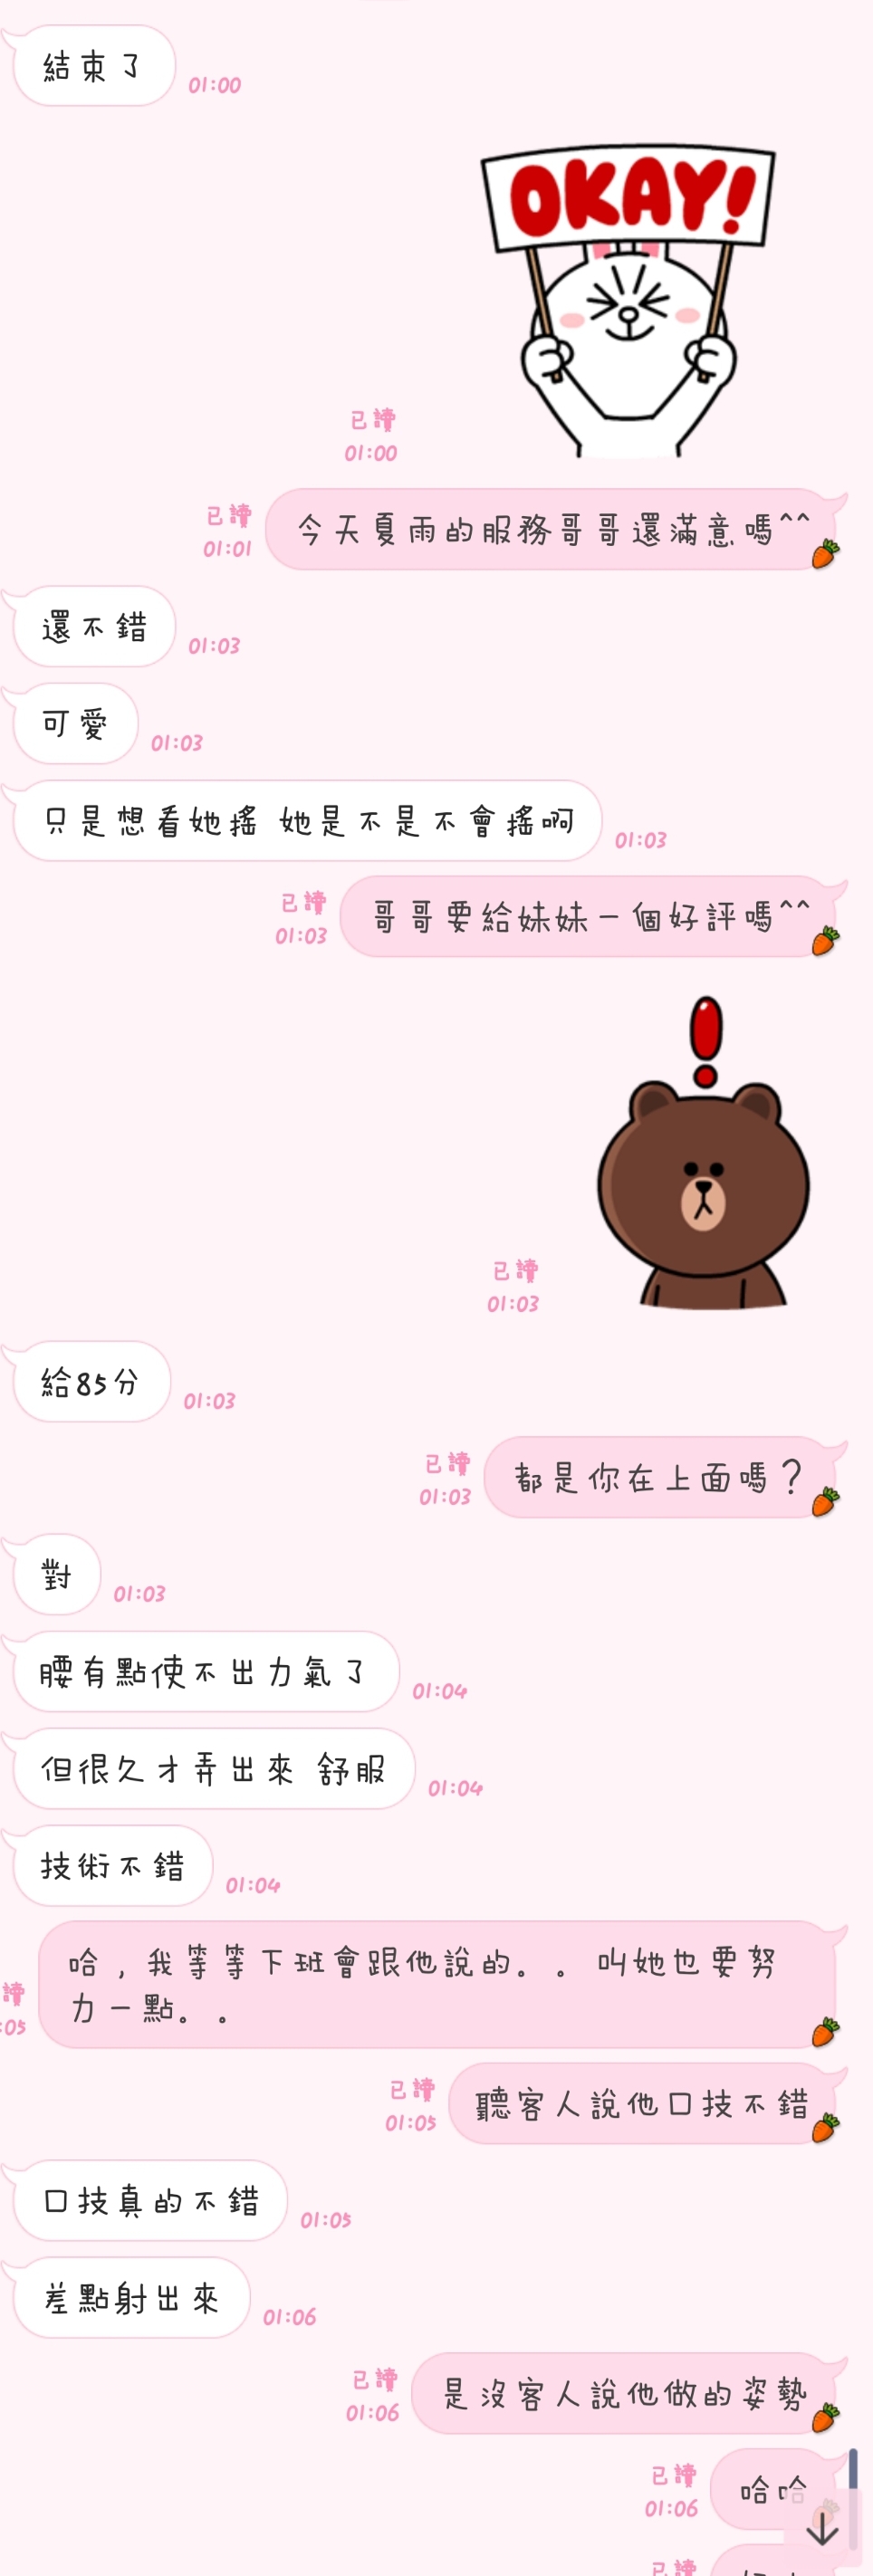 結束了
01:00
OKAY!
已讀
01:00
今天夏雨的服務哥哥還滿意嗎^^
已讀
01:01
還不錯
01:03
可愛
01:03
只是想看她搖 她是不是不會搖啊
01:03
哥哥要給妹妹一個好評嗎^^
已讀
01:03
已讀
01:03
給85分
01:03
都是你在上面嗎？
已讀
01:03
對
01:03
腰有點使不出力氣了
01:04
但很久才弄出來 舒服
01:04
技術不錯
01:04
哈，我等等下班會跟他說的。。叫她也要努
力一點。。
讀
:05
聽客人說他口技不錯
已讀
01:05
口技真的不錯
01:05
差點射出來
01:06
是沒客人說他做的姿勢
已讀
01:06
哈哈
已讀
01:06
已讀